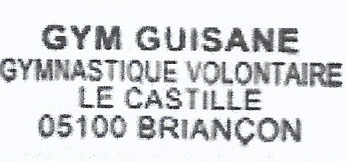 GYM GUISANE
GYMNASTIQUE VOLONTAIRE
LE CASTILLE
05100 BRIANÇON